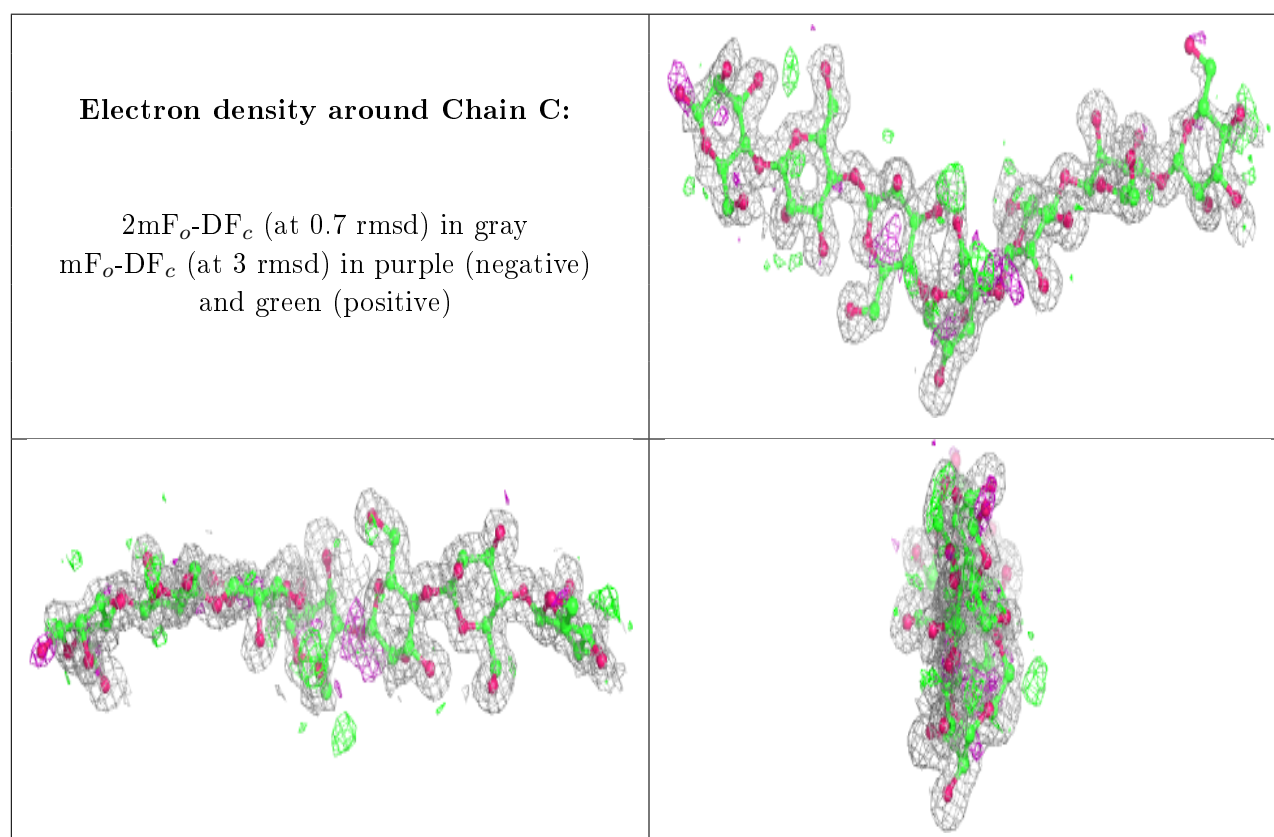 Electron density around Chain C:
2mFo-DFc (at 0.7 rmsd) in gray
mFo-DFc (at 3 rmsd) in purple (negative)
and green (positive)